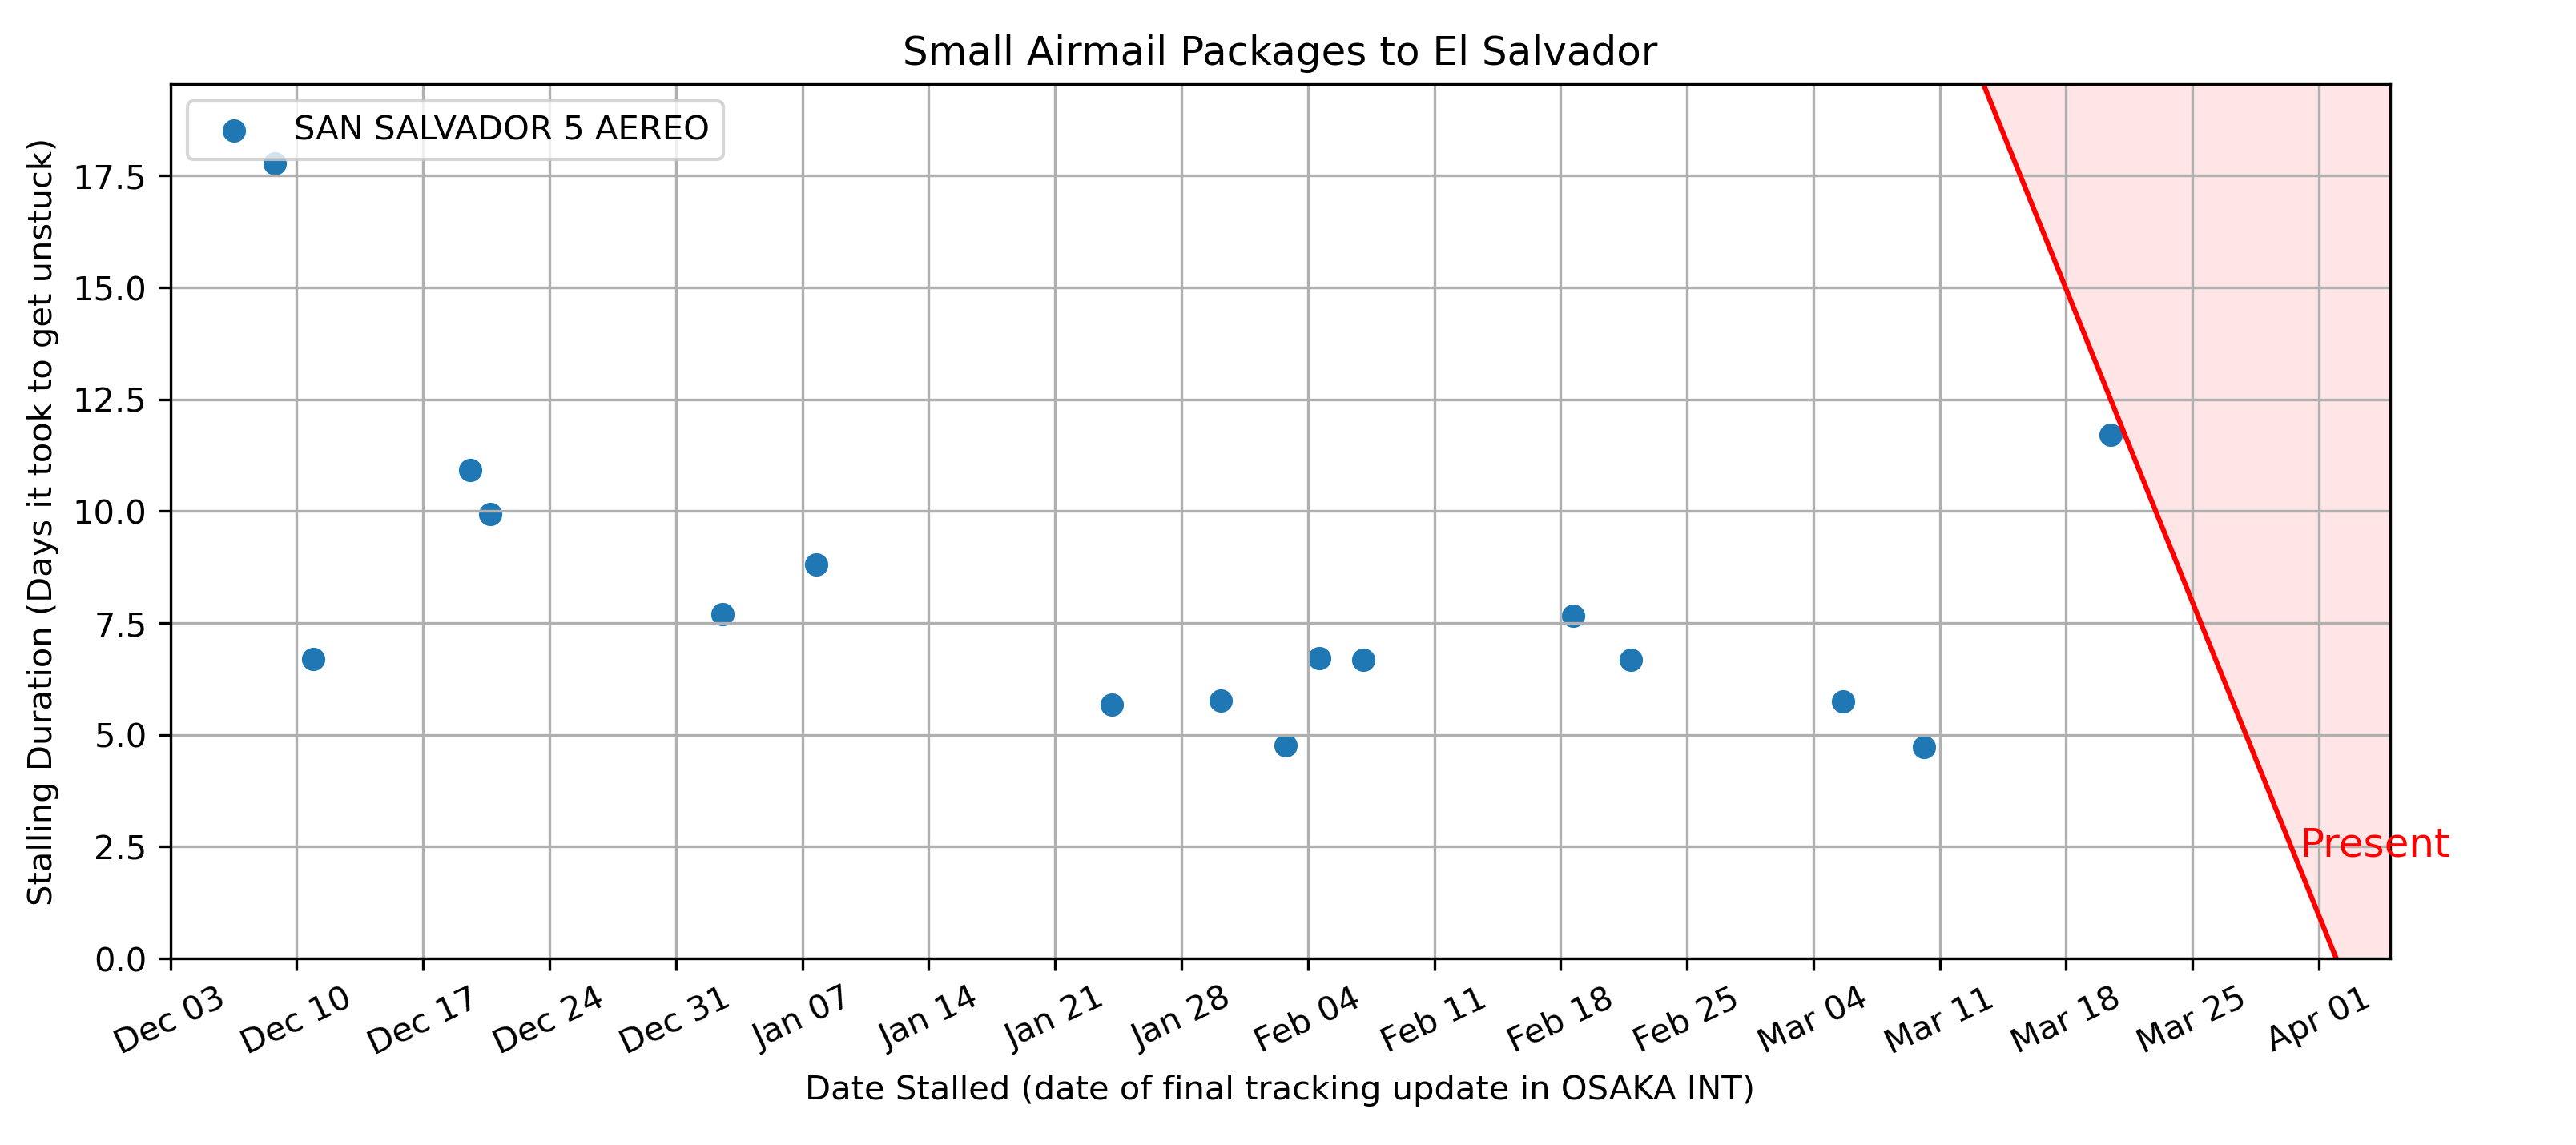 Small Airmail Packages to El Salvador
SAN SALVADOR 5 AEREO
Stalling Duration (Days it took to get unstuck)
17.5
15.0
12.5
10.0
7.5
5.0
2.5
0.0
Present
Dec 03 Dec 10 Dec 17 Dec 24 Dec 31 Jan 07 Jan 14 Jan 21 Jan 28 Feb 04 Feb 11 Feb 18 Feb 25 Mar 04 Mar 11 Mar 18 Mar 25 Apr 01
Date Stalled (date of final tracking update in OSAKA INT)